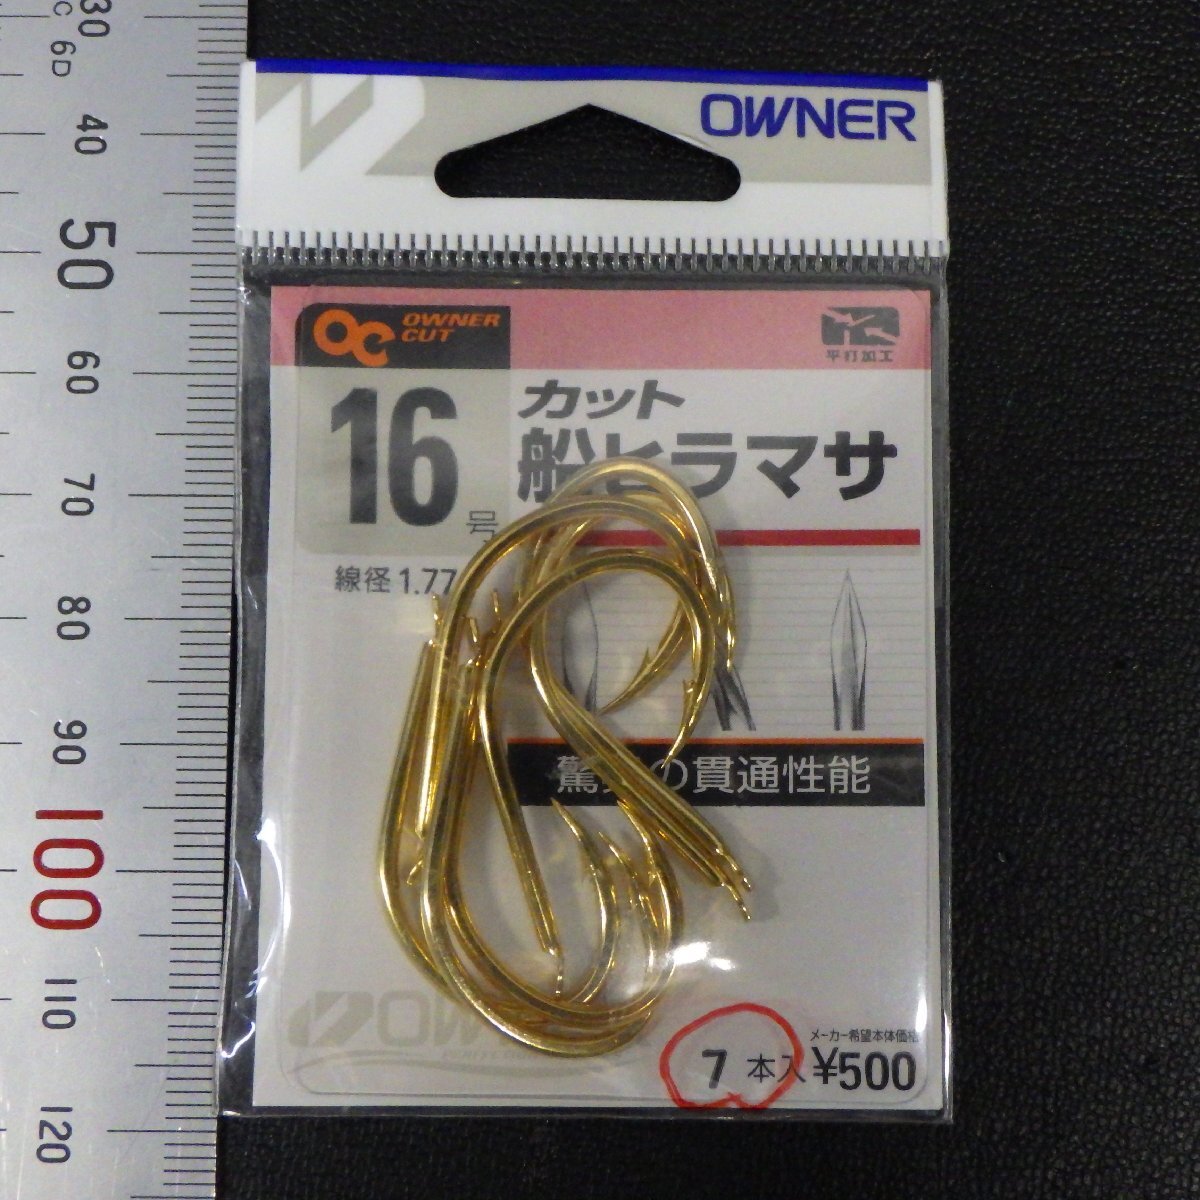 30
6D
40
50
60
70
80
90
100
110
120
OWNER
OWNER
CUT
平打加工
16
号
カット
船ヒラマサ
線径 1.77
の貫通性能
メーカー希望本体価格
7 本入 ¥500